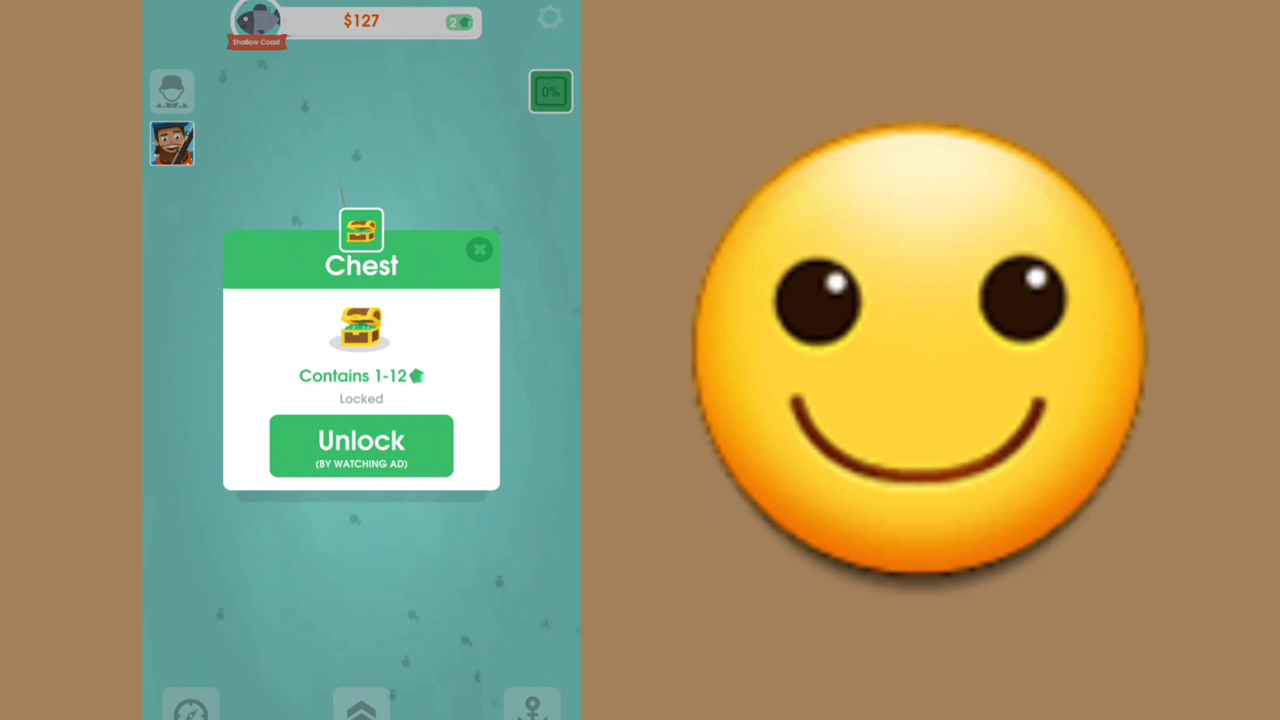 $127
2
Shallow Coast
0%
Chest
Contains 1-12
Locked
Unlock
(BY WATCHING AD)